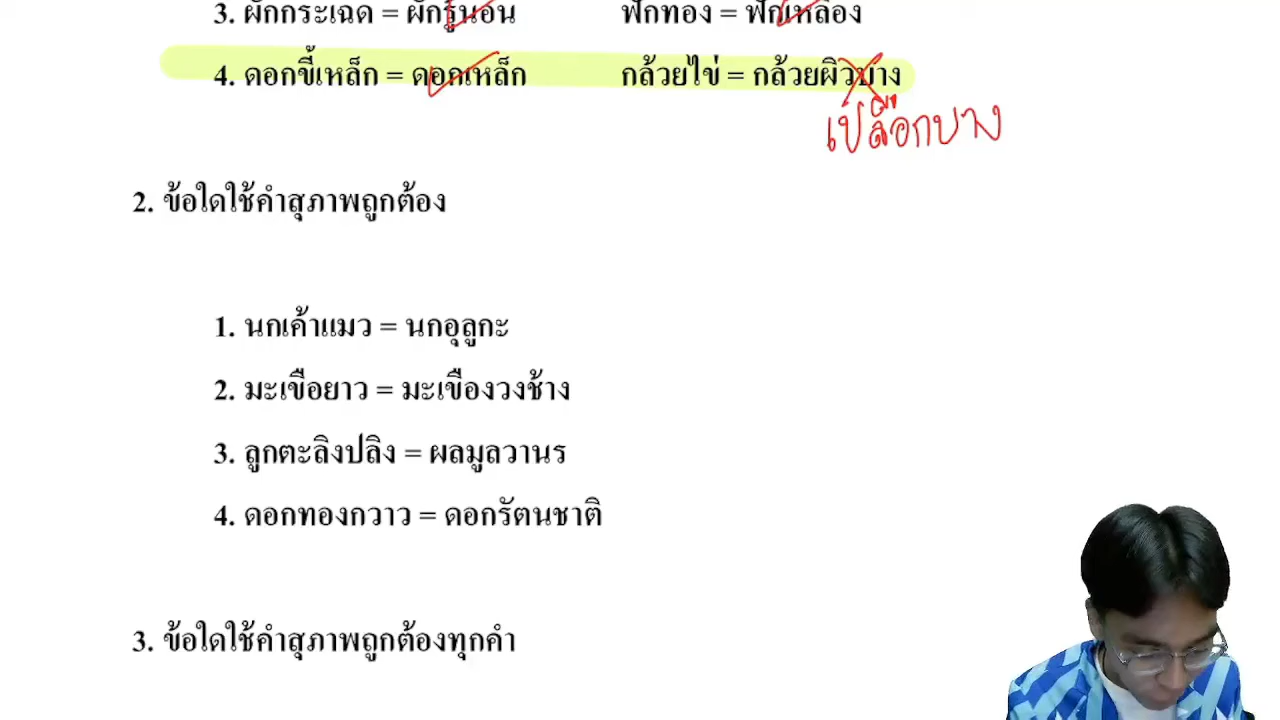 3. ผักกระเฉด = ผักรู้นอน ฟักทอง = ฟักเหลือง
4. ดอกขี้เหล็ก = ดอกเหล็ก กล้วยไข่ = กล้วยผิวบาง
เปลือกบาง
2. ข้อใดใช้คำสุภาพถูกต้อง
1. นกเค้าแมว = นกอุลูกะ
2. มะเขือยาว = มะเขืองวงช้าง
3. ลูกตะลิงปลิง = ผลมูลวานร
4. ดอกทองกวาว = ดอกรัตนชาติ
3. ข้อใดใช้คำสุภาพถูกต้องทุกคำ